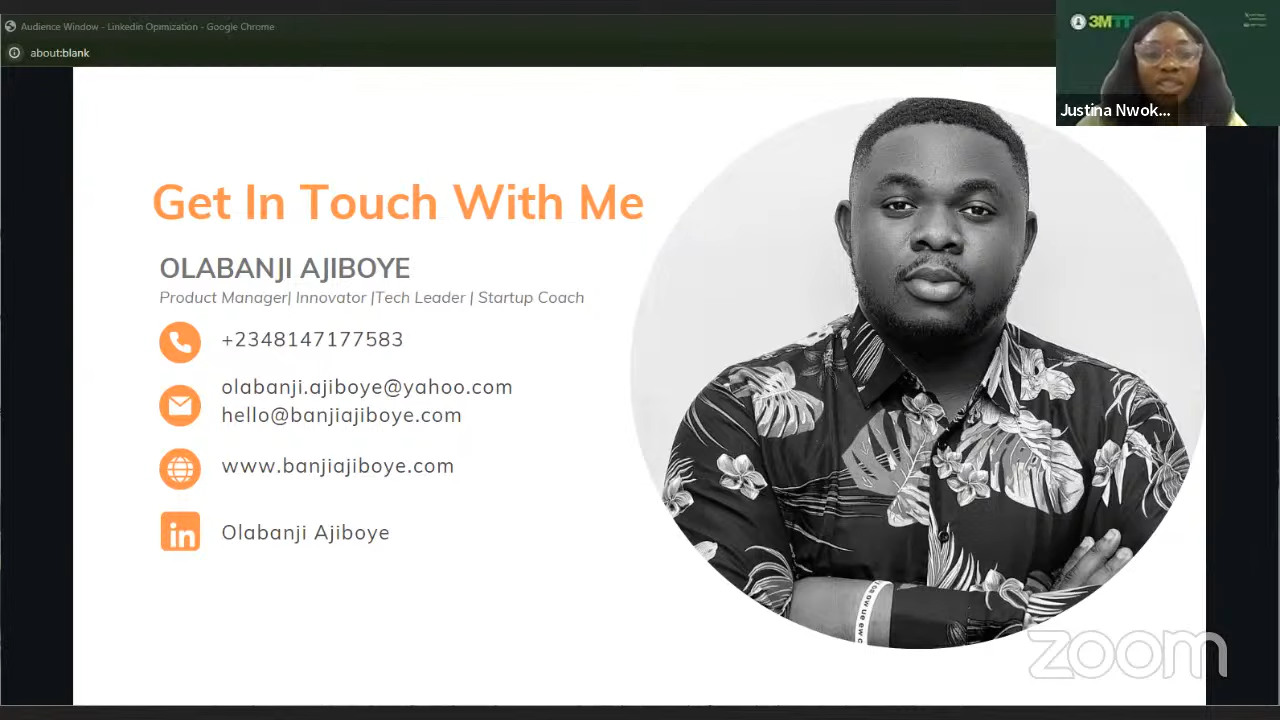 Audience Window - Linkedin Opimization - Google Chrome
about:blank
3MTT
Justina Nwok...
Get In Touch With Me
OLABANJI AJIBOYE
Product Manager| Innovator |Tech Leader | Startup Coach
+2348147177583
olabanji.ajiboye@yahoo.com
hello@banjiajiboye.com
www.banjiajiboye.com
in
Olabanji Ajiboye
zoom